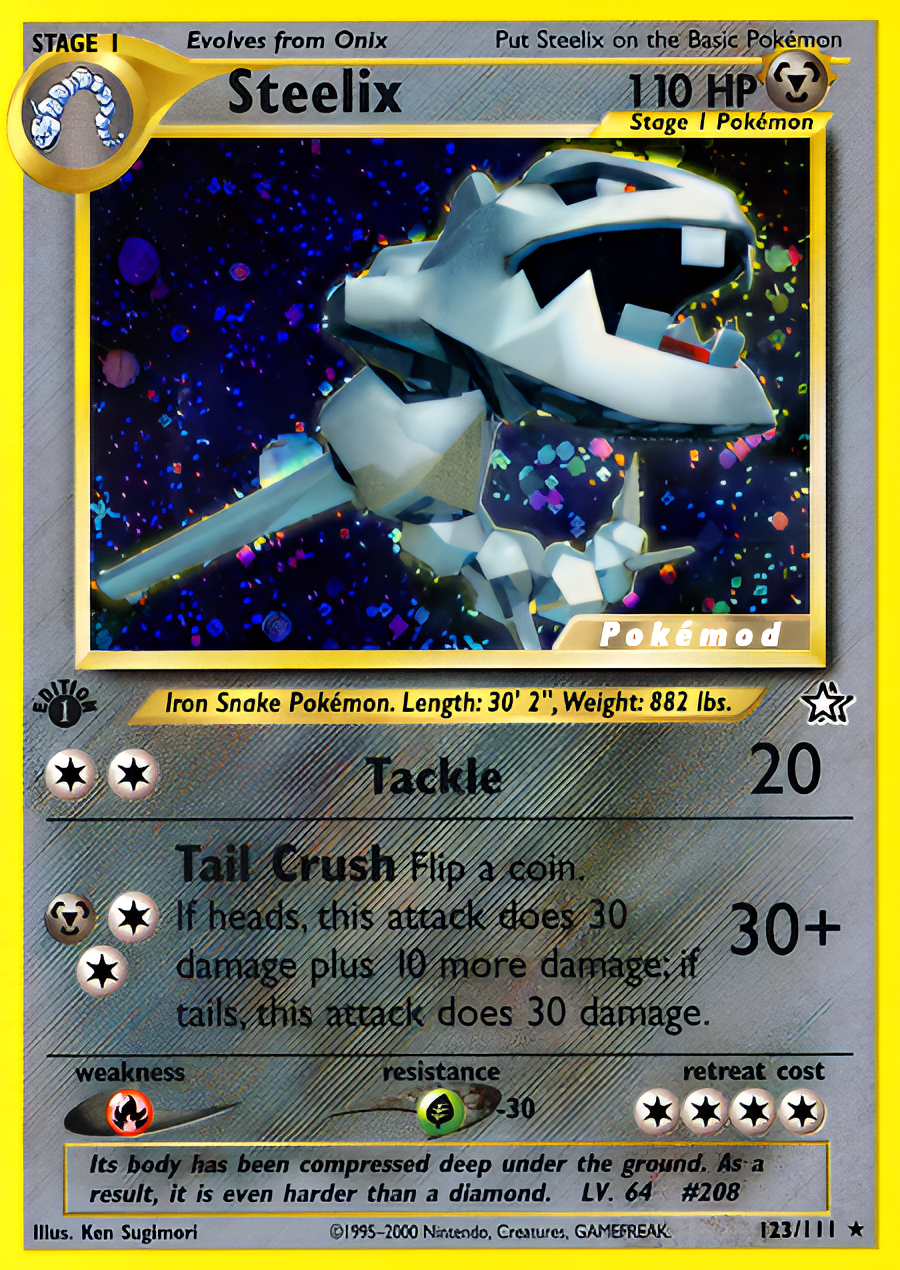 STAGE 1 Evolves from Onix Put Steelix on the Basic Pokémon
Steelix 110 HP
Stage 1 Pokémon
Pokémod
EDITION
1
Iron Snake Pokémon. Length: 30' 2", Weight: 882 lbs.
Tackle 20
Tail Crush Flip a coin.
If heads, this attack does 30
damage plus 10 more damage; if
tails, this attack does 30 damage.
30+
weakness resistance retreat cost
-30
Its body has been compressed deep under the ground. As a
result, it is even harder than a diamond. LV. 64 #208
Illus. Ken Sugimori ©1995-2000 Nintendo, Creatures, GAMEFREAK. 123/111 ★